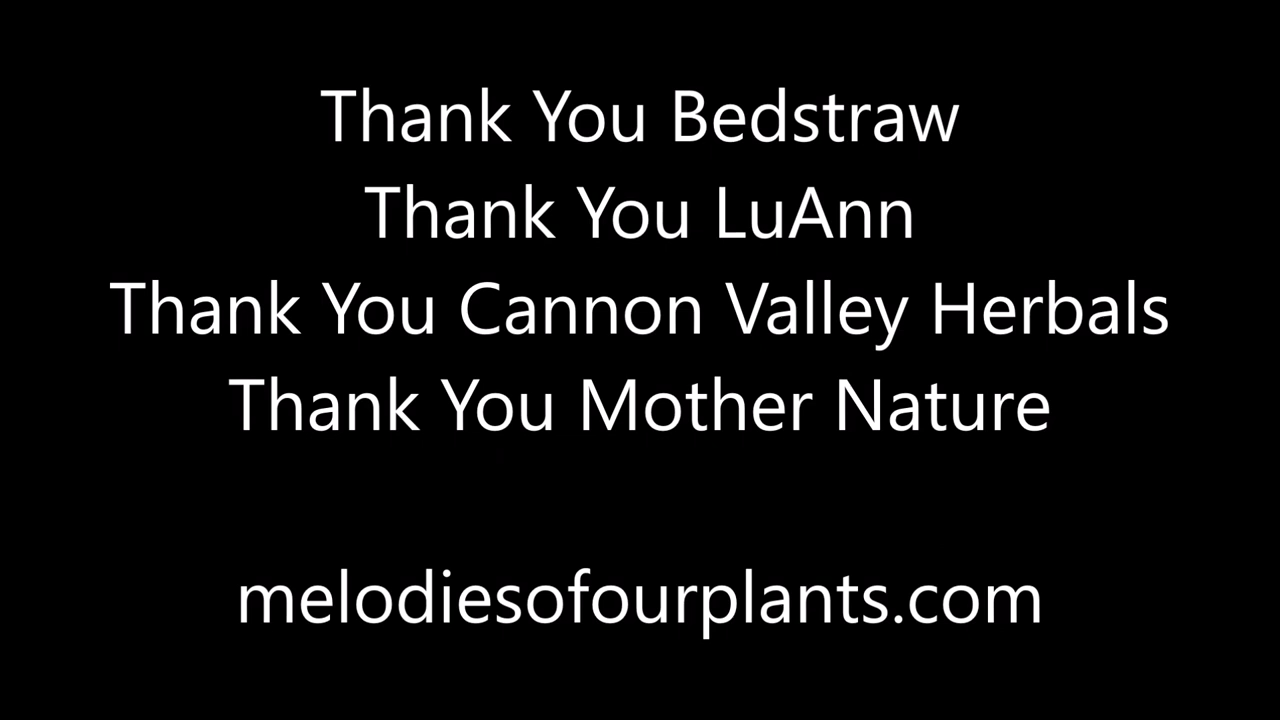 Thank You Bedstraw
Thank You LuAnn
Thank You Cannon Valley Herbals
Thank You Mother Nature
melodiesofourplants.com